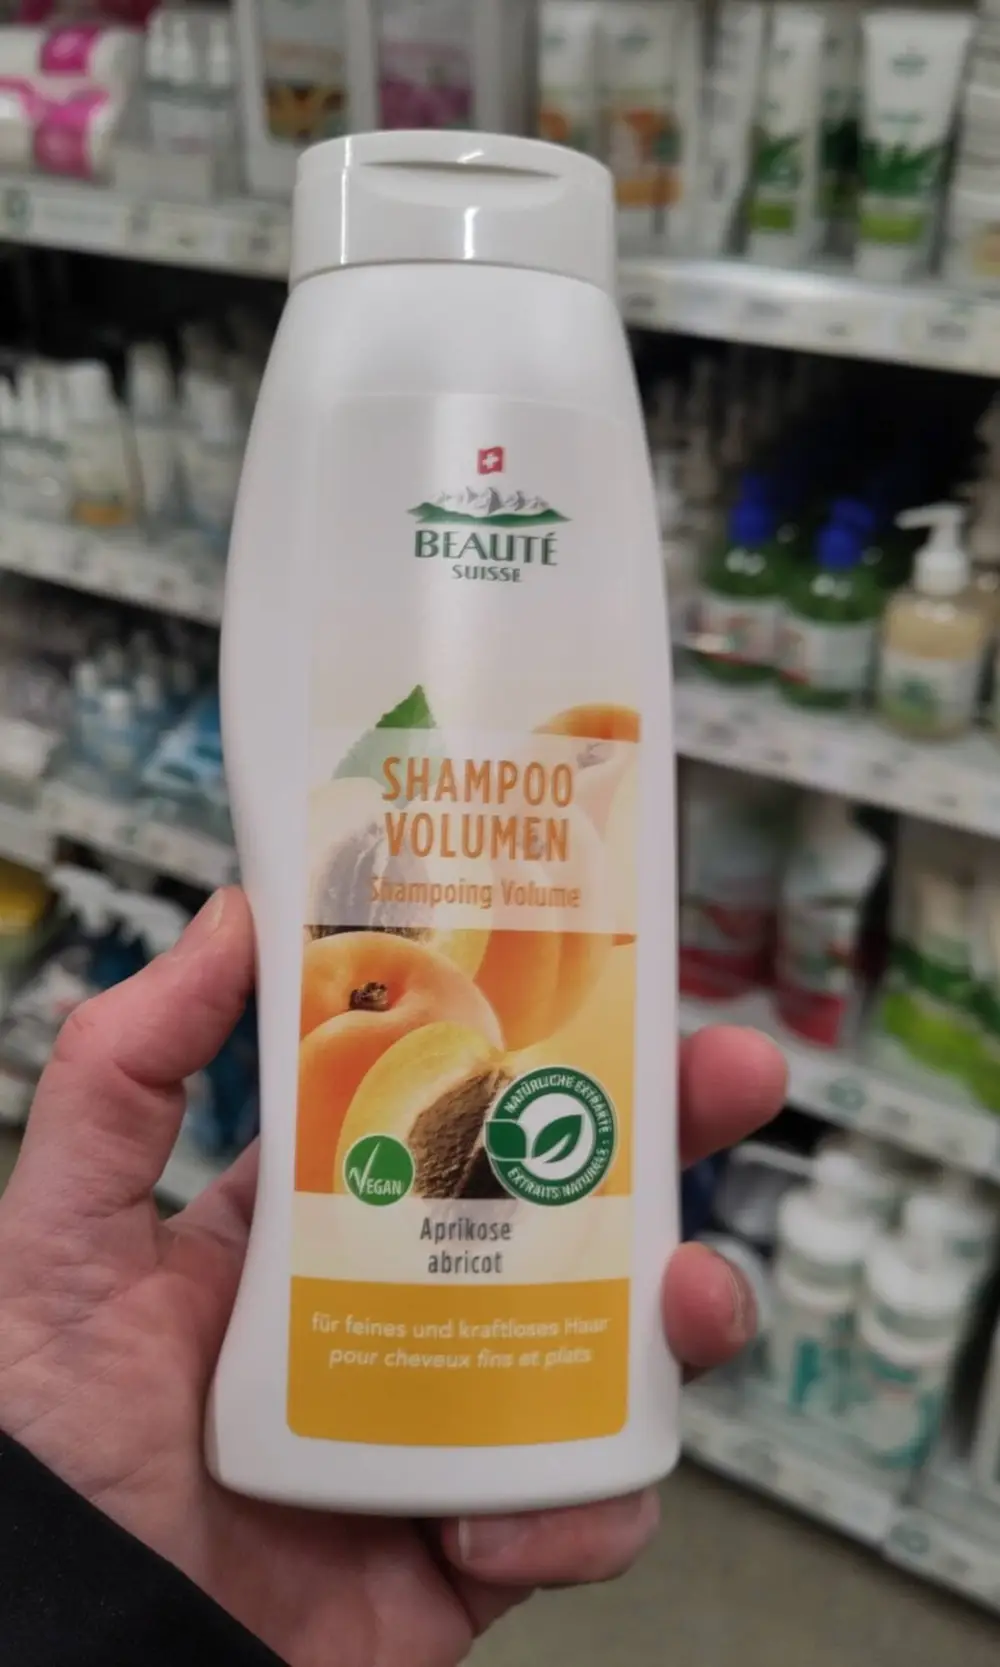 BEAUTÉ
SUISSE
SHAMPOO
VOLUMEN
Shampoing Volume
NATÜRLICHE EXTRAKTE
EXTRAITS NATURELS
VEGAN
Aprikose
abricot
für feines und kraftloses Haar
pour cheveux fins et plats